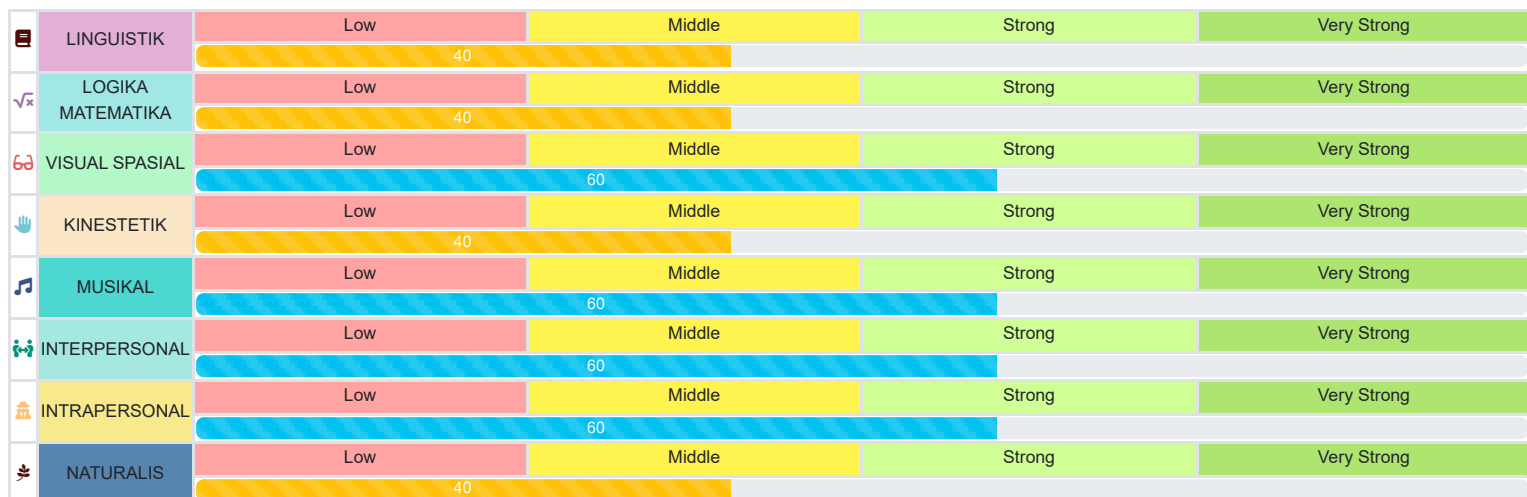 Low Middle Strong Very Strong
LINGUISTIK
40
Low Middle Strong Very Strong
LOGIKA
MATEMATIKA
40
Low Middle Strong Very Strong
VISUAL SPASIAL
60
Low Middle Strong Very Strong
KINESTETIK
40
Low Middle Strong Very Strong
MUSIKAL
60
Low Middle Strong Very Strong
INTERPERSONAL
60
Low Middle Strong Very Strong
INTRAPERSONAL
60
Low Middle Strong Very Strong
NATURALIS
40